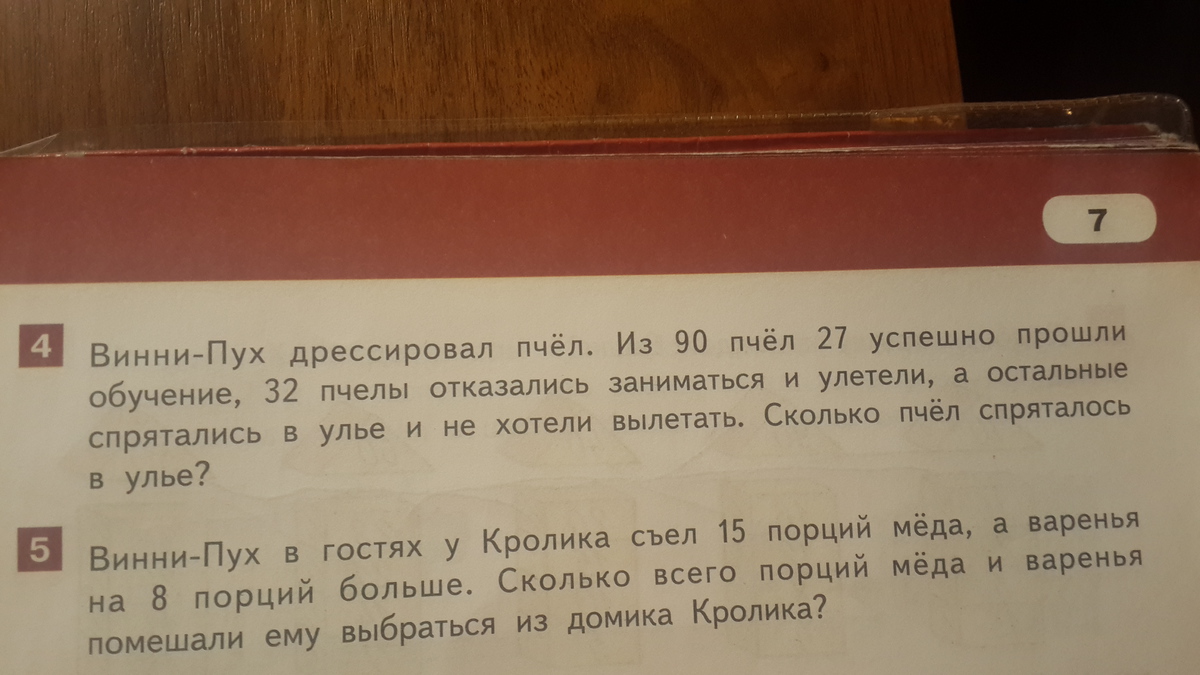 7
4 Винни-Пух дрессировал пчёл. Из 90 пчёл 27 успешно прошли
обучение, 32 пчелы отказались заниматься и улетели, а остальные
спрятались в улье и не хотели вылетать. Сколько пчёл спряталось
в улье?
5 Винни-Пух в гостях у Кролика съел 15 порций мёда, а варенья
на 8 порций больше. Сколько всего порций мёда и варенья
помешали ему выбраться из домика Кролика?